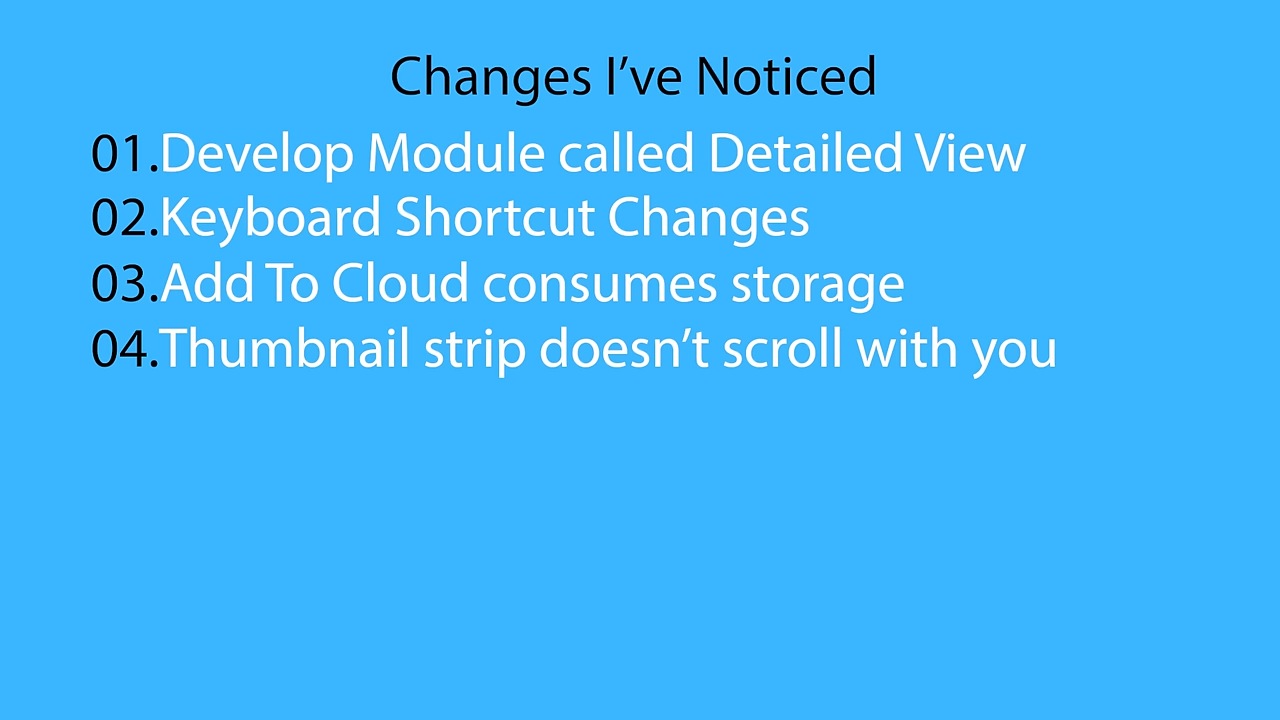 Changes I’ve Noticed
01.Develop Module called Detailed View
02.Keyboard Shortcut Changes
03.Add To Cloud consumes storage
04.Thumbnail strip doesn’t scroll with you